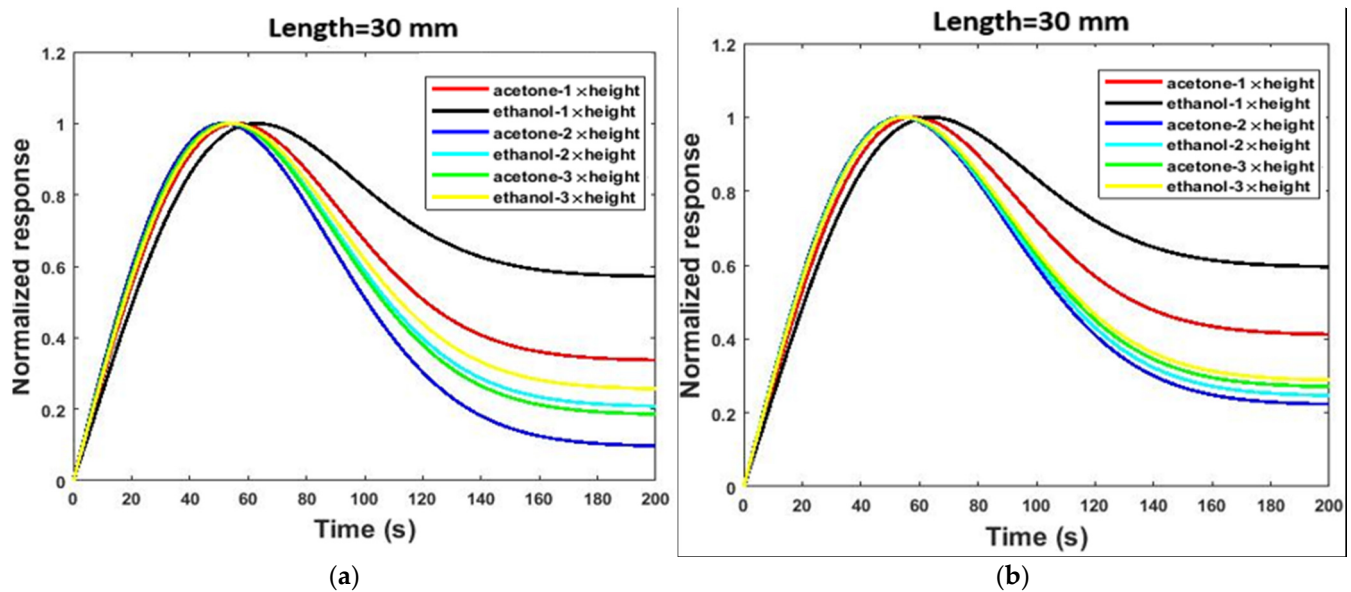 Length=30 mm
1.2
1
0.8
0.6
0.4
0.2
0
Normalized response
acetone-1×height
ethanol-1×height
acetone-2×height
ethanol-2×height
acetone-3×height
ethanol-3×height
0 20 40 60 80 100 120 140 160 180 200
Time (s)
(a)
Length=30 mm
1.2
1
0.8
0.6
0.4
0.2
0
Normalized response
acetone-1×height
ethanol-1×height
acetone-2×height
ethanol-2×height
acetone-3×height
ethanol-3×height
0 20 40 60 80 100 120 140 160 180 200
Time (s)
(b)